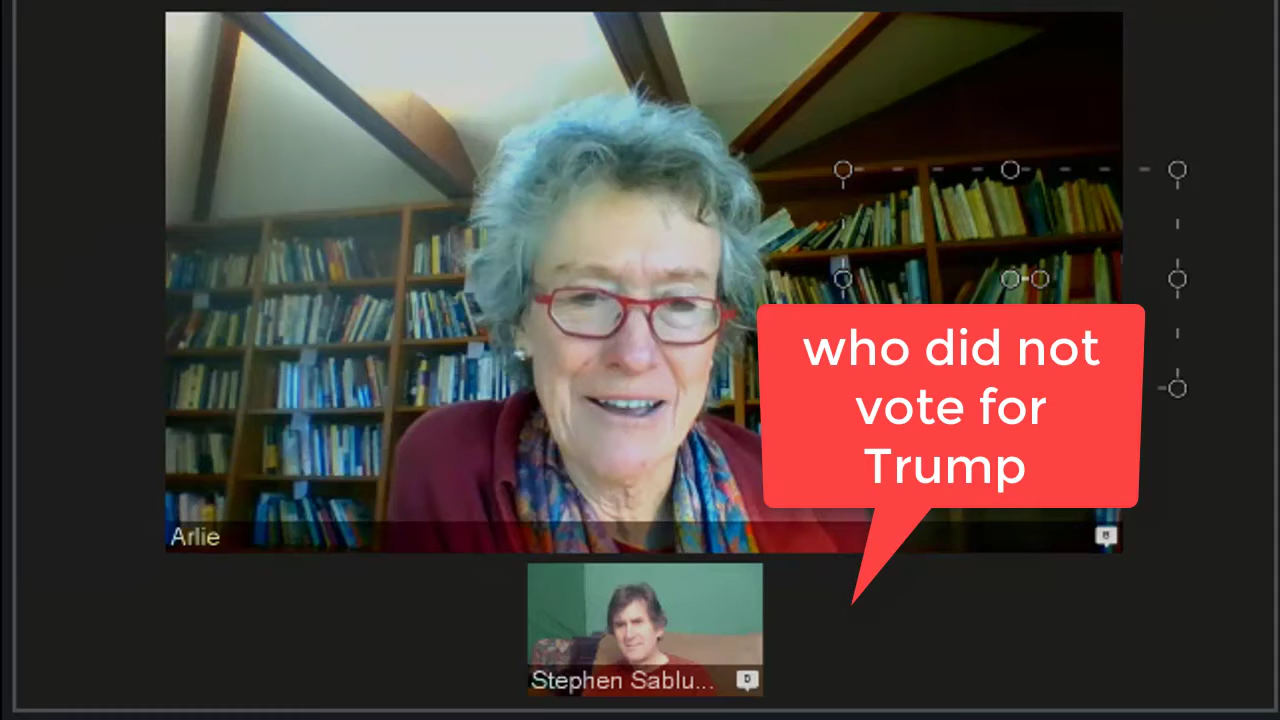 who did not
vote for
Trump
Arlie
Stephen Sablu...